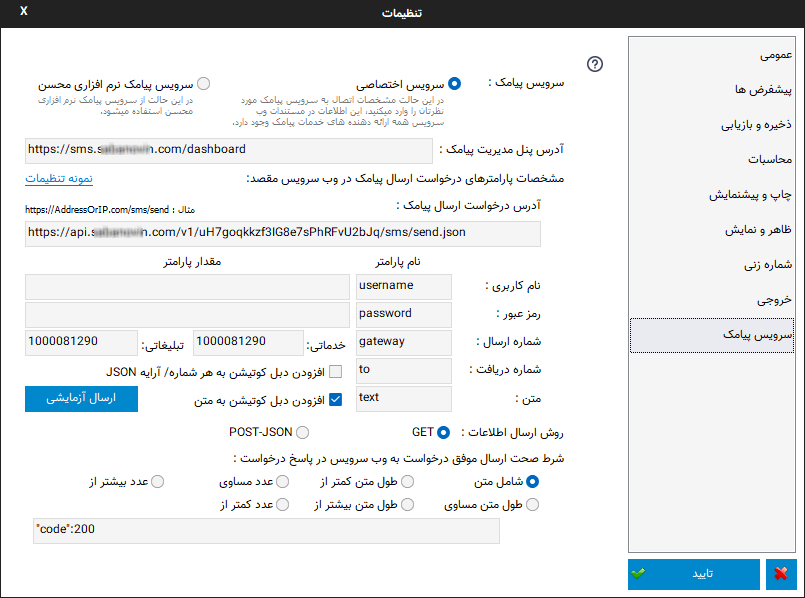 تنظیمات
X
عمومی
پیشفرض ها
ذخیره و بازیابی
محاسبات
چاپ و پیشنمایش
ظاهر و نمایش
شماره زنی
خروجی
سرویس پیامک
سرویس پیامک :
سرویس اختصاصی
در این حالت مشخصات اتصال به سرویس پیامک مورد
نظرتان را وارد میکنید، این اطلاعات در مستندات وب
سرویس همه ارائه دهنده های خدمات پیامک وجود دارد.
سرویس پیامک نرم افزاری محسن
در این حالت از سرویس پیامک نرم افزاری
محسن استفاده میشود.
آدرس پنل مدیریت پیامک :
https://sms.s n.com/dashboard
مشخصات پارامترهای درخواست ارسال پیامک در وب سرویس مقصد:
نمونه تنظیمات
آدرس درخواست ارسال پیامک :
مثال : https://AddressOrIP.com/sms/send
https://api.s n.com/v1/uH7goqkkzf3IG8e7sPhRFvU2bJq/sms/send.json
نام پارامتر
مقدار پارامتر
نام کاربری :
username
رمز عبور :
password
شماره ارسال :
gateway
خدماتی:
1000081290
تبلیغاتی:
1000081290
شماره دریافت :
to
افزودن دبل کوتیشن به هر شماره/ آرایه JSON
متن :
text
افزودن دبل کوتیشن به متن
ارسال آزمایشی
روش ارسال اطلاعات :
GET
POST-JSON
شرط صحت ارسال موفق درخواست به وب سرویس در پاسخ درخواست :
شامل متن
طول متن کمتر از
عدد مساوی
عدد بیشتر از
طول متن مساوی
طول متن بیشتر از
عدد کمتر از
"code":200
تایید